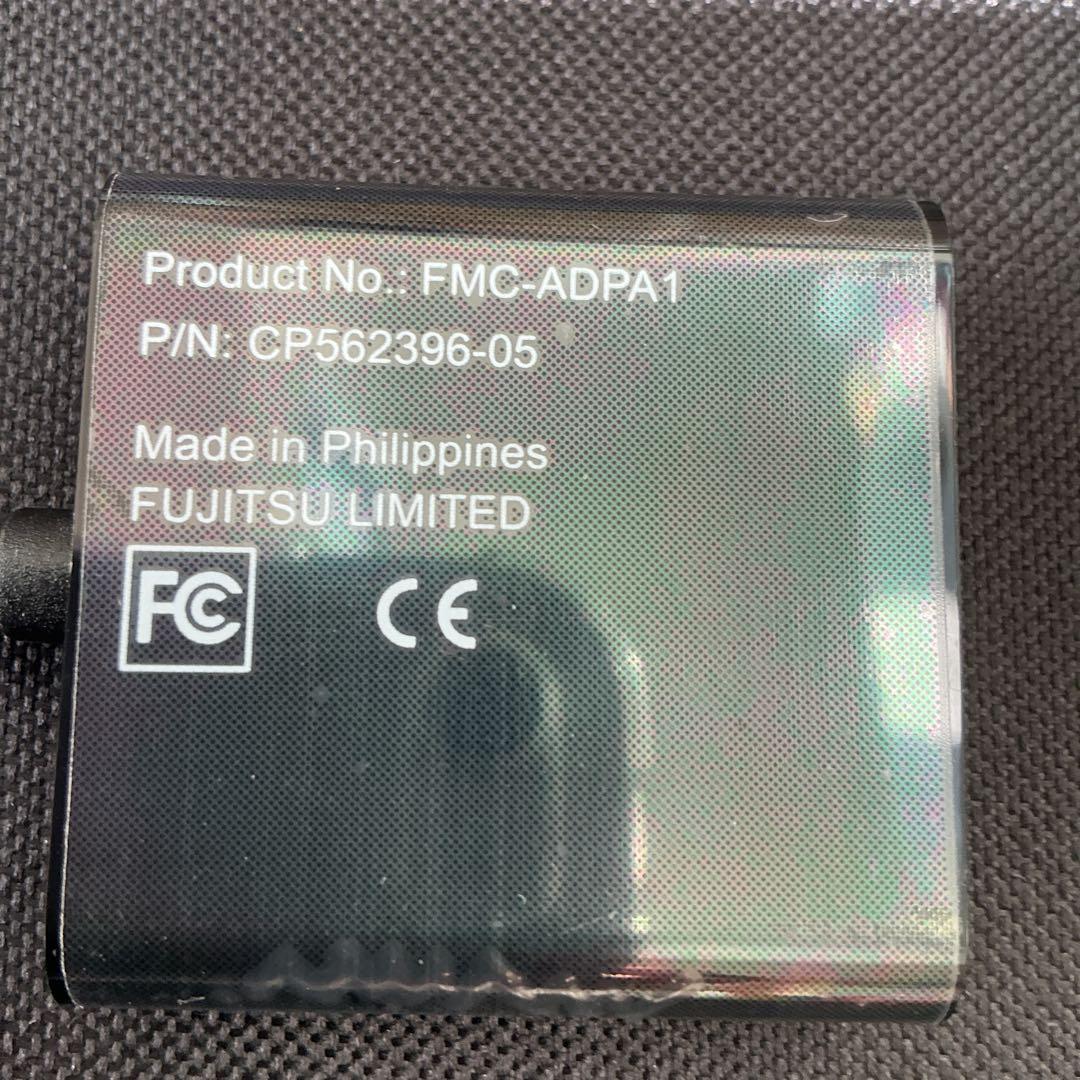 Product No.: FMC-ADPA1
P/N: CP562396-05
Made in Philippines
FUJITSU LIMITED
FC CE